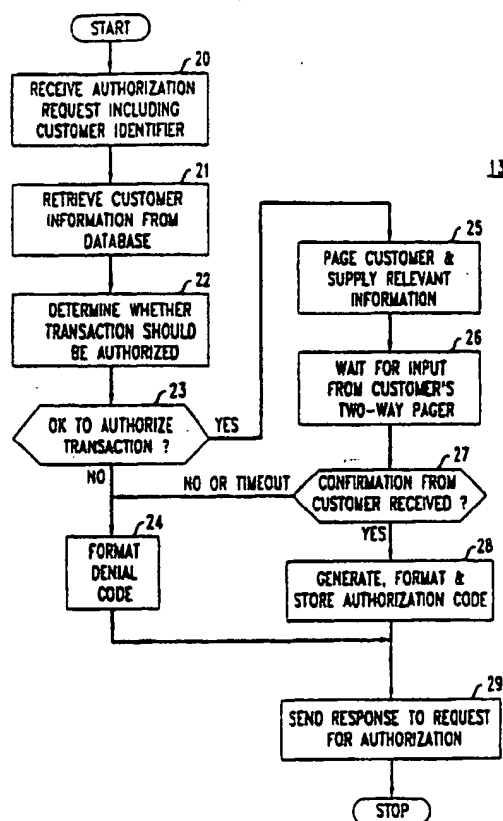 START
20
RECEIVE AUTHORIZATION
REQUEST INCLUDING
CUSTOMER IDENTIFIER
21
RETRIEVE CUSTOMER
INFORMATION FROM
DATABASE
22
DETERMINE WHETHER
TRANSACTION SHOULD
BE AUTHORIZED
23
OK TO AUTHORIZE
TRANSACTION ?
YES
NO
24
FORMAT
DENIAL
CODE
13
25
PAGE CUSTOMER &
SUPPLY RELEVANT
INFORMATION
26
WAIT FOR INPUT
FROM CUSTOMER'S
TWO-WAY PAGER
27
CONFIRMATION FROM
CUSTOMER RECEIVED ?
NO OR TIMEOUT
YES
28
GENERATE, FORMAT &
STORE AUTHORIZATION CODE
29
SEND RESPONSE TO REQUEST
FOR AUTHORIZATION
STOP